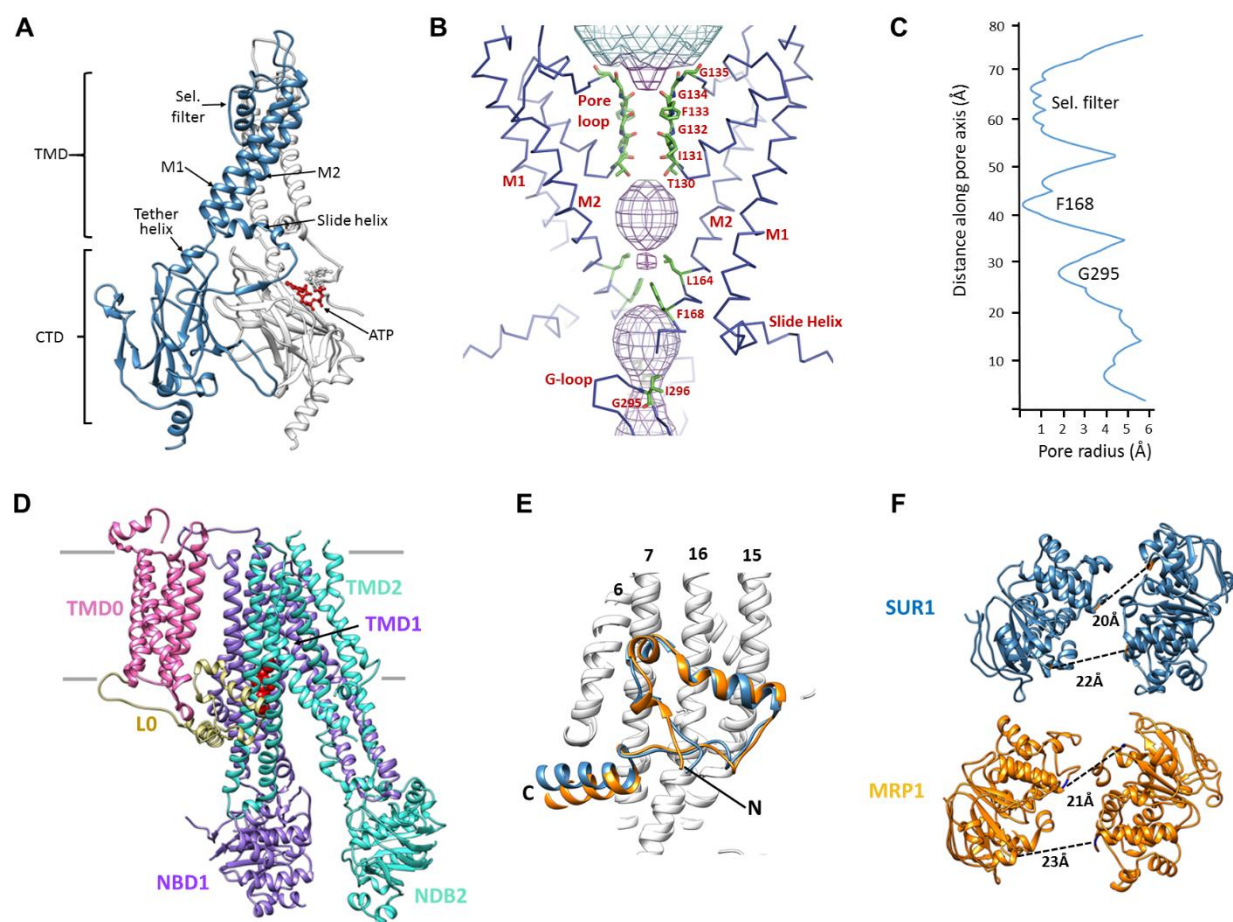 A
Sel.
filter
TMD
M1
M2
Tether
helix
Slide helix
CTD
ATP
B
G135
G134
Pore
loop
F133
G132
I131
T130
M1
M2
M2
M1
L164
F168
Slide Helix
G-loop
I296
G295
C
Distance along pore axis (Å)
80
70
60
50
40
30
20
10
0
Sel. filter
F168
G295
1 2 3 4 5 6
Pore radius (Å)
D
TMD0
TMD2
TMD1
L0
NBD1
NDB2
E
6
7
16
15
C
N
F
SUR1
20Å
22Å
MRP1
21Å
23Å